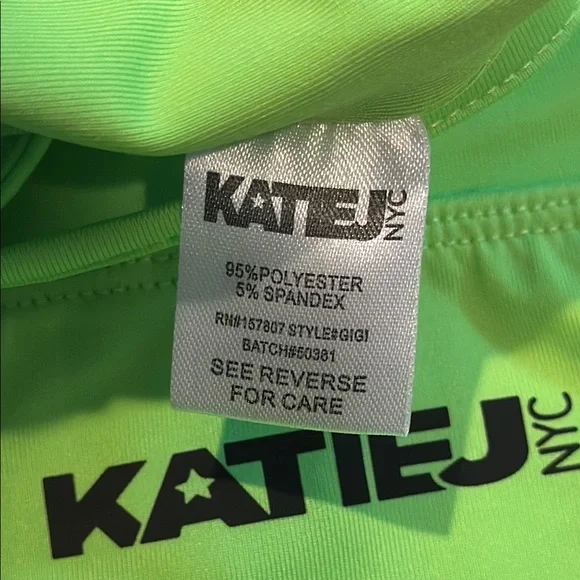 KATIEJ NYC
95%POLYESTER
5% SPANDEX
RN#157807 STYLE#GIGI
BATCH#50381
SEE REVERSE
FOR CARE
KATIEJ NYC